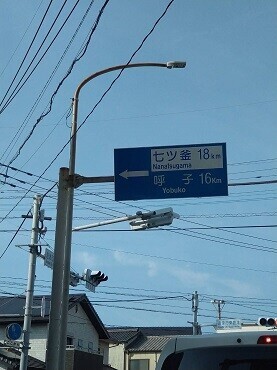 七ツ釜 18km
Nanatsugama
呼子 16Km
Yobuko